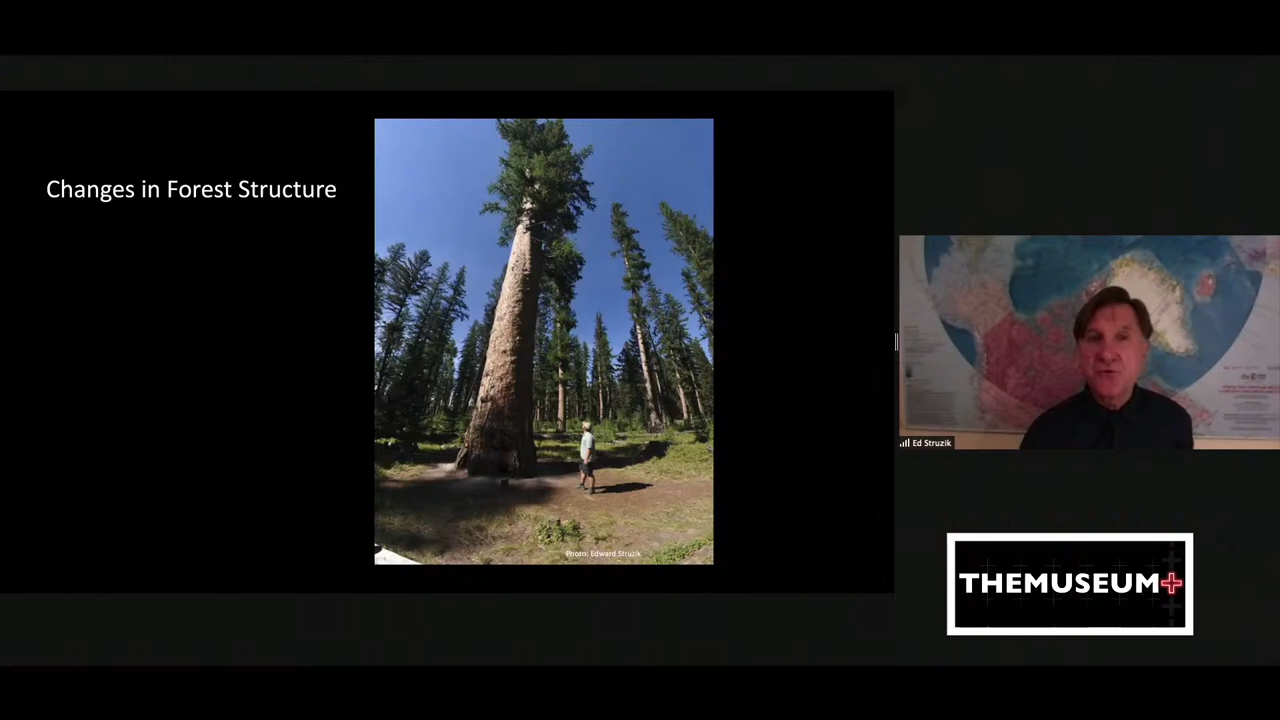 Changes in Forest Structure
Photo: Edward Struzik
Ed Struzik
THEMUSEUM+